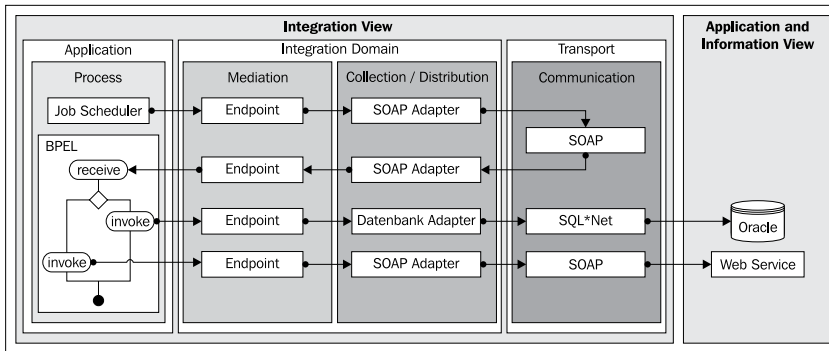 Integration View
Application and
Information View
Application
Integration Domain
Transport
Process
Mediation
Collection / Distribution
Communication
Job Scheduler
Endpoint
SOAP Adapter
SOAP
BPEL
receive
Endpoint
SOAP Adapter
invoke
Endpoint
Datenbank Adapter
SQL*Net
Oracle
invoke
Endpoint
SOAP Adapter
SOAP
Web Service